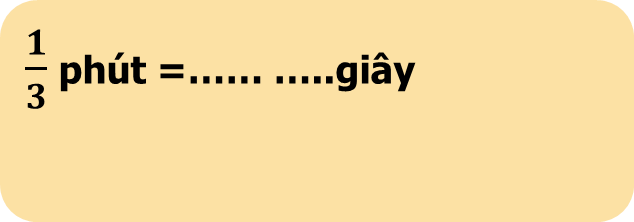 1/3 phút =...... .....giây